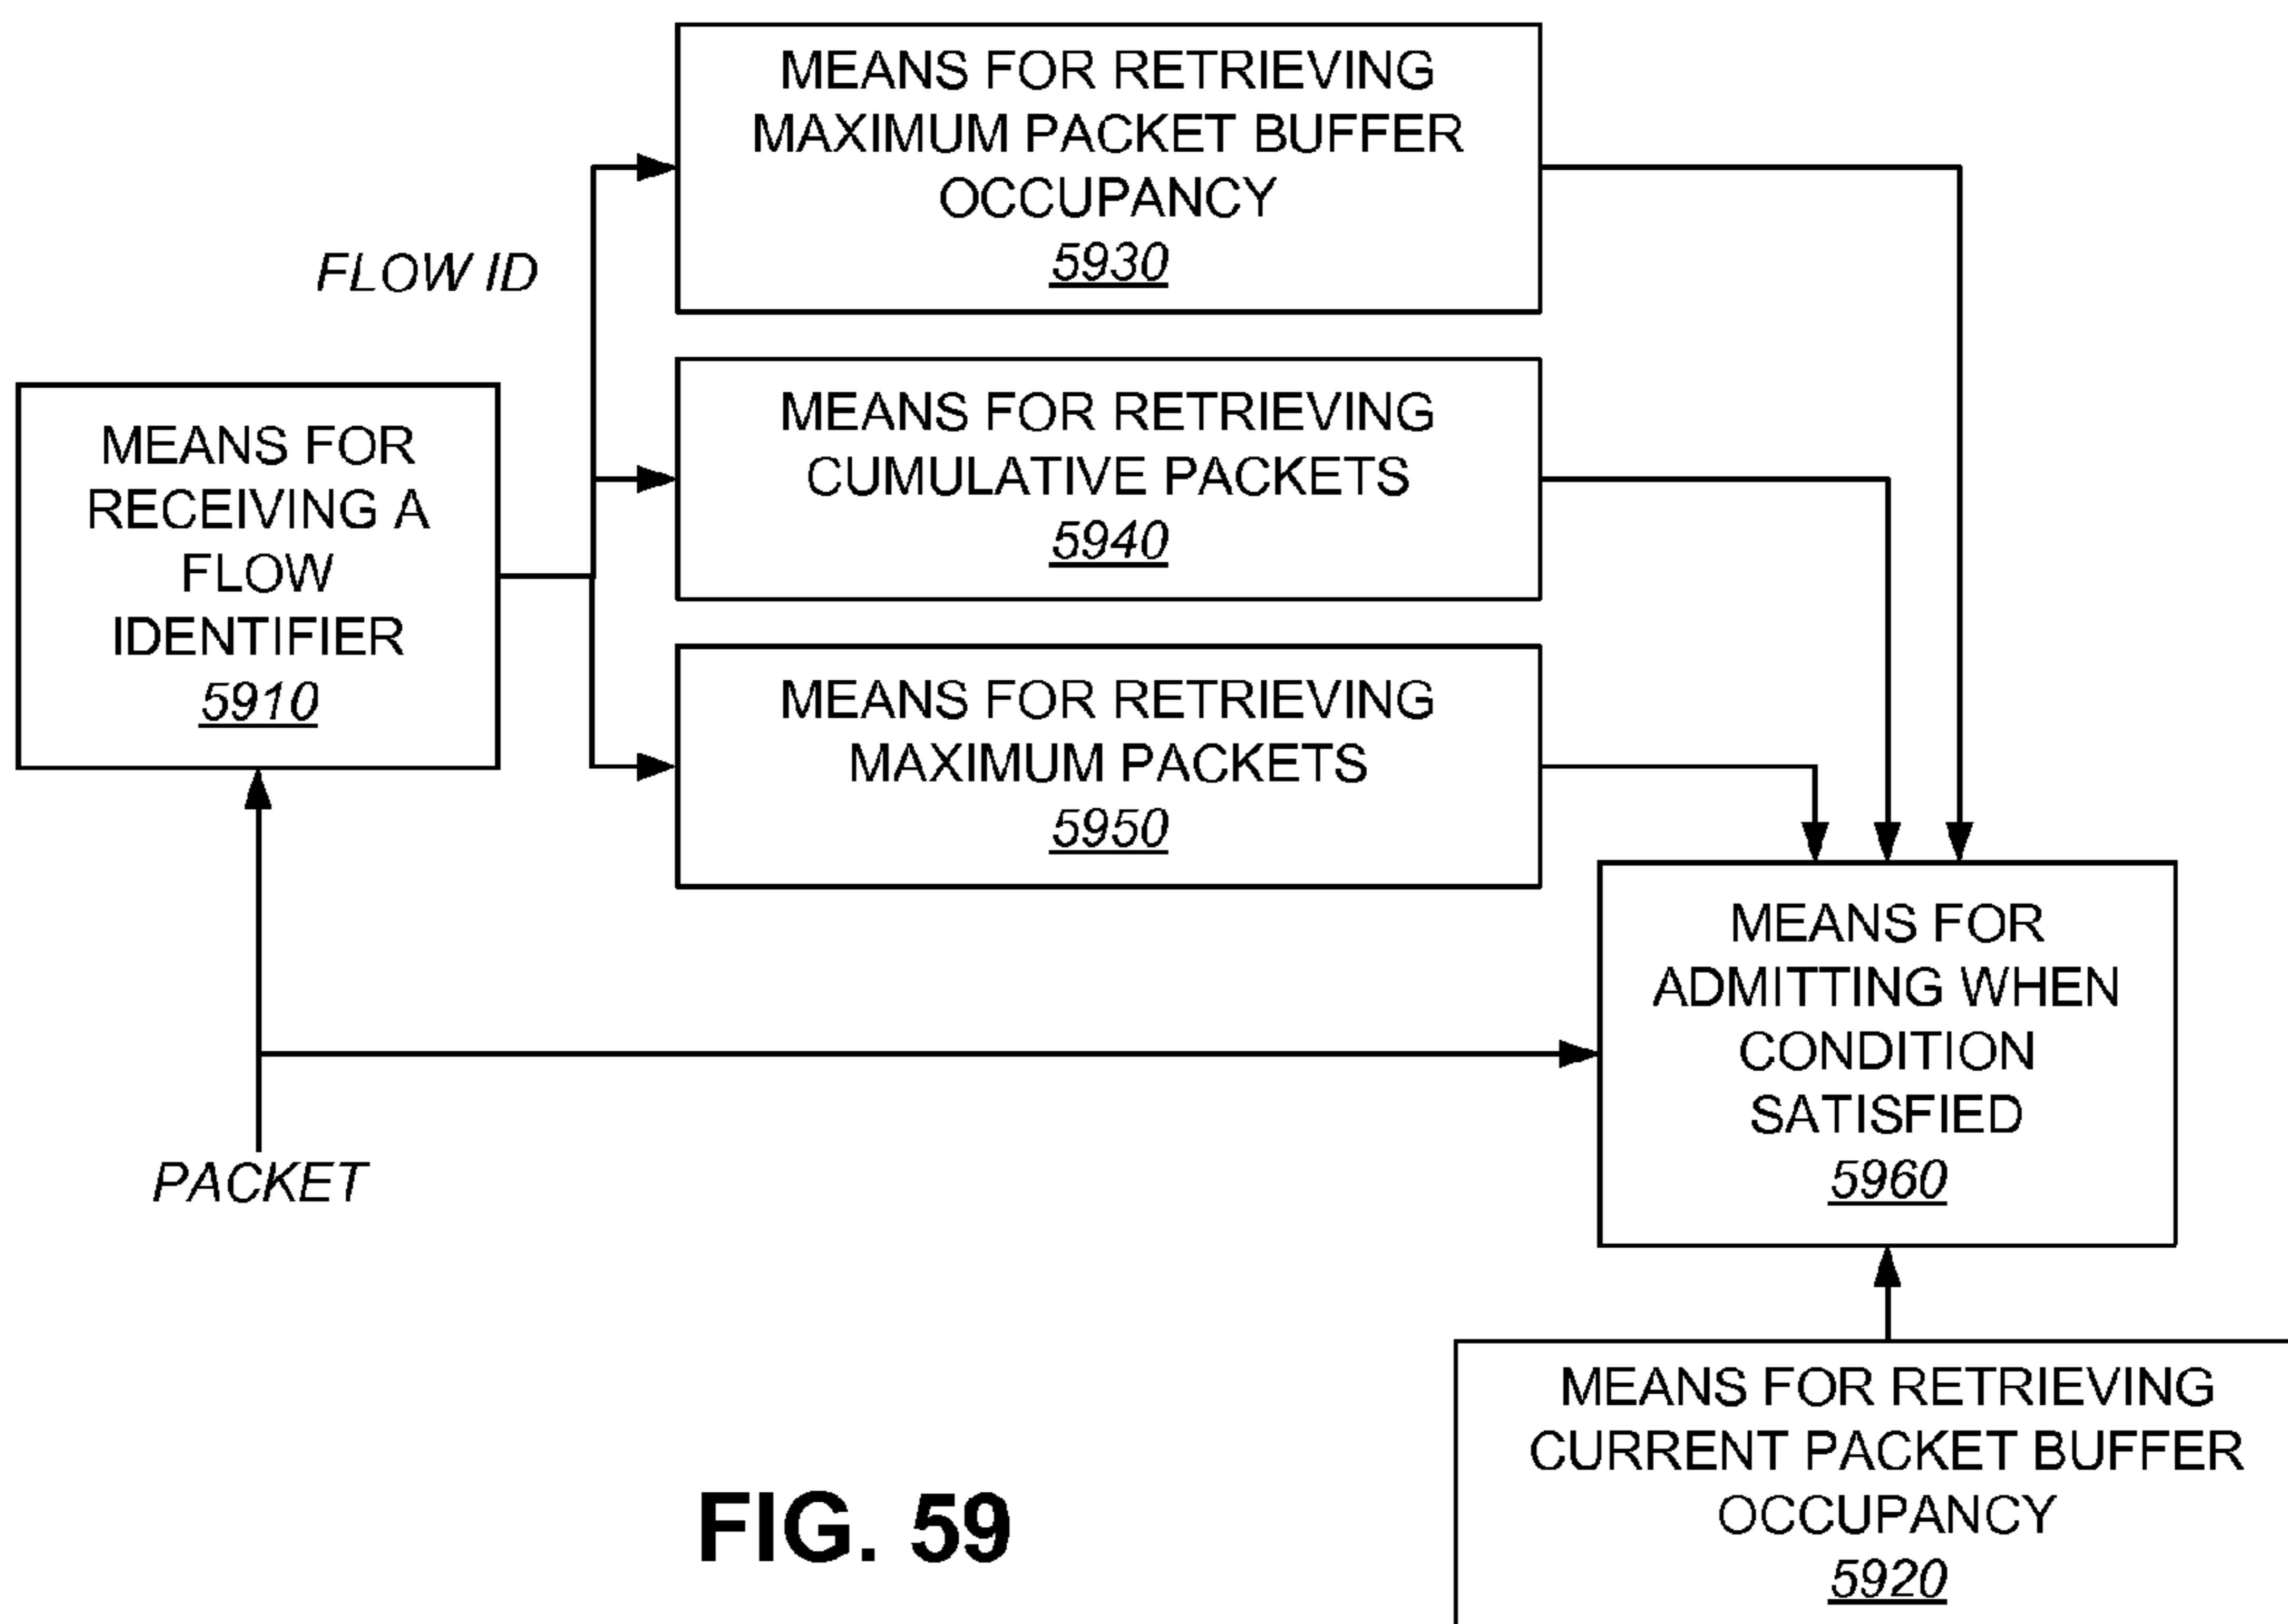 MEANS FOR RETRIEVING
MAXIMUM PACKET BUFFER
OCCUPANCY
5930
FLOW ID
MEANS FOR RETRIEVING
CUMULATIVE PACKETS
5940
MEANS FOR
RECEIVING A
FLOW
IDENTIFIER
5910
MEANS FOR RETRIEVING
MAXIMUM PACKETS
5950
MEANS FOR
ADMITTING WHEN
CONDITION
SATISFIED
5960
PACKET
MEANS FOR RETRIEVING
CURRENT PACKET BUFFER
OCCUPANCY
5920
FIG. 59